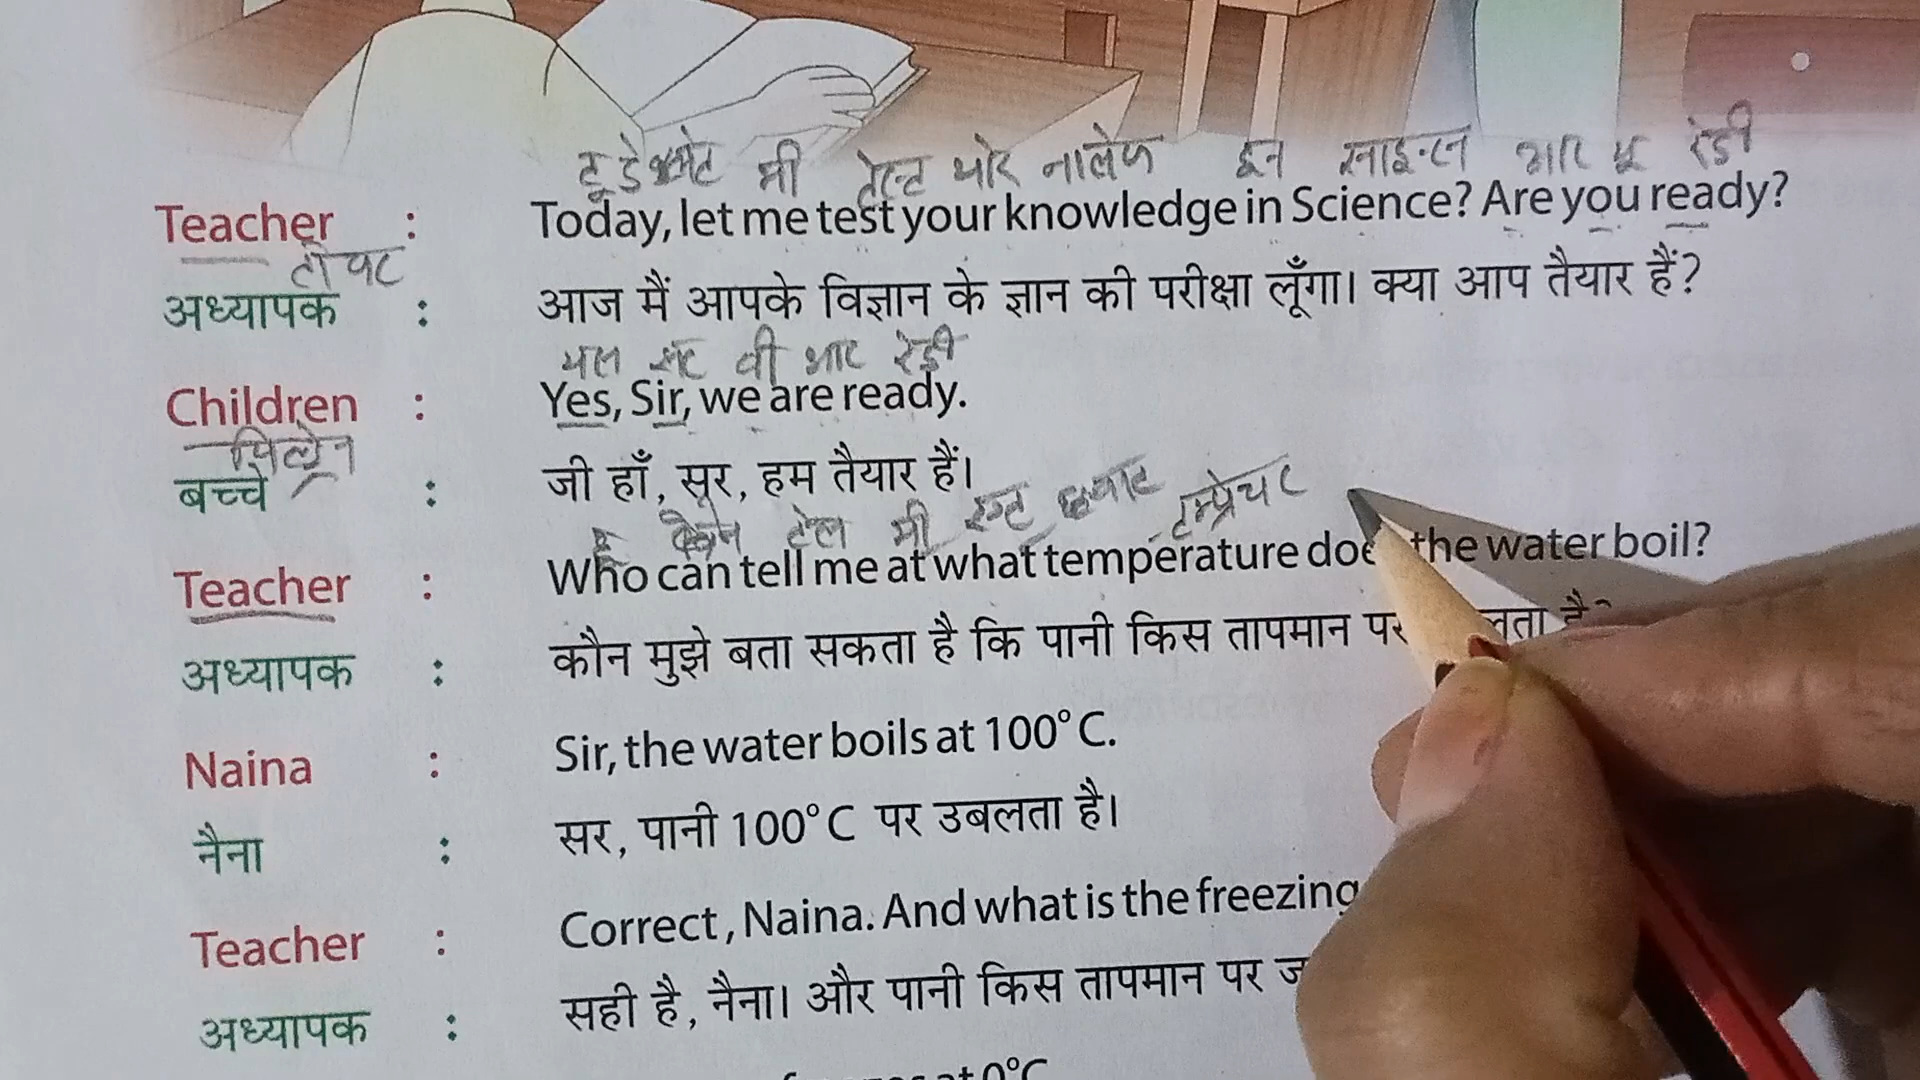 टूडे लेट मी टेस्ट योर नालेज इन साइन्स आर यू रेडी
Teacher : Today, let me test your knowledge in Science? Are you ready?
टीचर
अध्यापक : आज मैं आपके विज्ञान के ज्ञान की परीक्षा लूँगा। क्या आप तैयार हैं?
यस सर वी आर रेडी
Children : Yes, Sir, we are ready.
चिल्ड्रेन
बच्चे : जी हाँ, सर, हम तैयार हैं।
हू कैन टेल मी एट व्हाट टम्प्रेचर
Teacher : Who can tell me at what temperature does the water boil?
अध्यापक : कौन मुझे बता सकता है कि पानी किस तापमान पर
Naina : Sir, the water boils at 100°C.
नैना : सर, पानी 100°C पर उबलता है।
Teacher : Correct, Naina. And what is the freezing
अध्यापक : सही है, नैना। और पानी किस तापमान पर
at 0°C